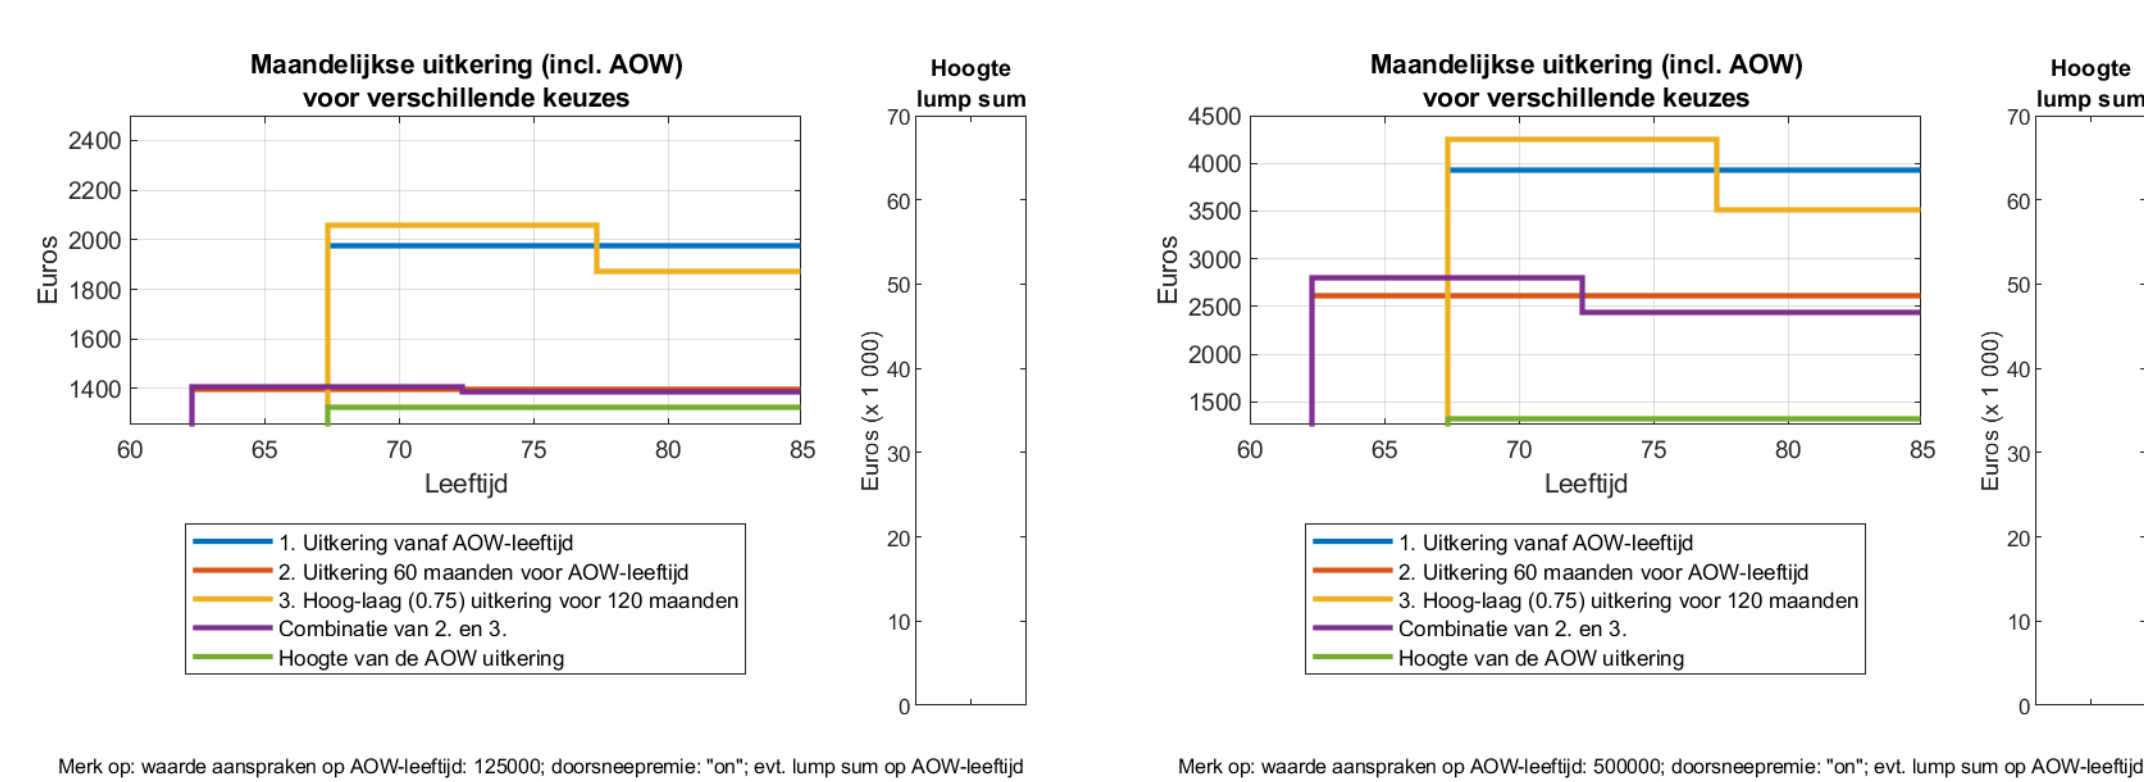 Maandelijkse uitkering (incl. AOW)
voor verschillende keuzes
2400
2200
2000
1800
1600
1400
Euros
60 65 70 75 80 85
Leeftijd
1. Uitkering vanaf AOW-leeftijd
2. Uitkering 60 maanden voor AOW-leeftijd
3. Hoog-laag (0.75) uitkering voor 120 maanden
Combinatie van 2. en 3.
Hoogte van de AOW uitkering
Hoogte
lump sum
70
60
50
40
30
20
10
0
Euros (x 1 000)
Merk op: waarde aanspraken op AOW-leeftijd: 125000; doorsneepremie: "on"; evt. lump sum op AOW-leeftijd
Maandelijkse uitkering (incl. AOW)
voor verschillende keuzes
4500
4000
3500
3000
2500
2000
1500
Euros
60 65 70 75 80 85
Leeftijd
1. Uitkering vanaf AOW-leeftijd
2. Uitkering 60 maanden voor AOW-leeftijd
3. Hoog-laag (0.75) uitkering voor 120 maanden
Combinatie van 2. en 3.
Hoogte van de AOW uitkering
Hoogte
lump sum
70
60
50
40
30
20
10
0
Euros (x 1 000)
Merk op: waarde aanspraken op AOW-leeftijd: 500000; doorsneepremie: "on"; evt. lump sum op AOW-leeftijd